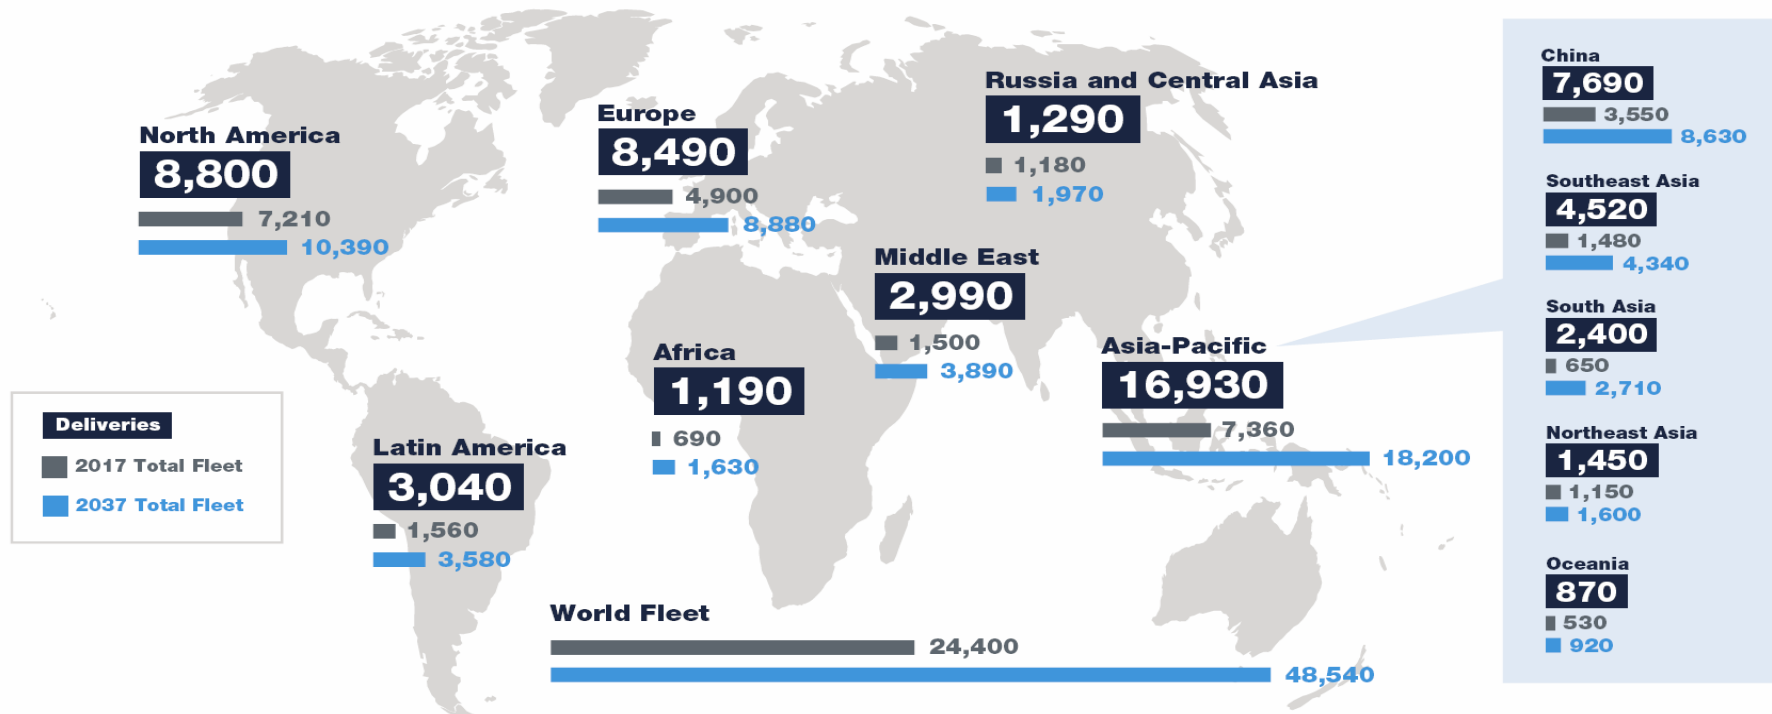 North America
8,800
7,210
10,390
Europe
8,490
4,900
8,880
Russia and Central Asia
1,290
1,180
1,970
Middle East
2,990
1,500
3,890
Africa
1,190
690
1,630
Asia-Pacific
16,930
7,360
18,200
Latin America
3,040
1,560
3,580
Deliveries
2017 Total Fleet
2037 Total Fleet
World Fleet
24,400
48,540
China
7,690
3,550
8,630
Southeast Asia
4,520
1,480
4,340
South Asia
2,400
650
2,710
Northeast Asia
1,450
1,150
1,600
Oceania
870
530
920